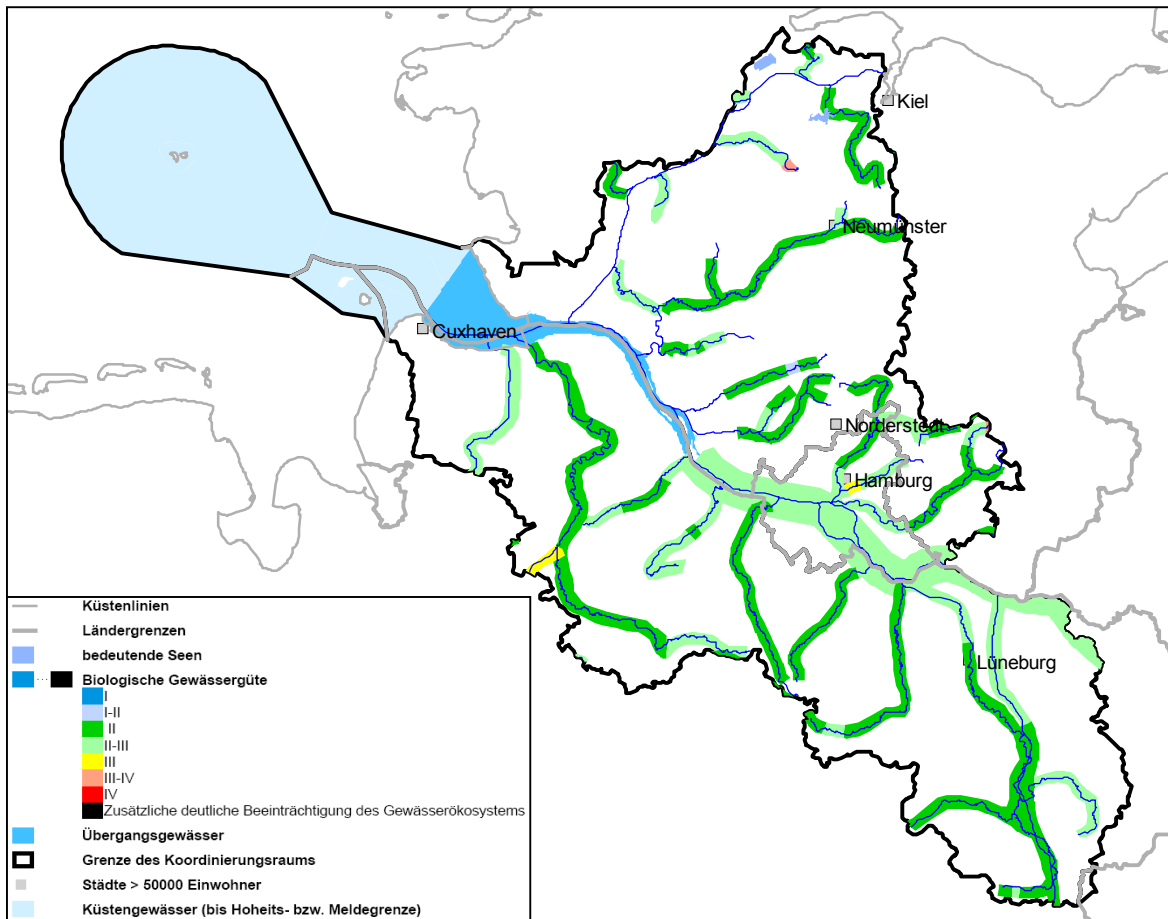 Kiel
Neumünster
Cuxhaven
Norderstedt
Hamburg
Lüneburg
Küstenlinien
Ländergrenzen
bedeutende Seen
Biologische Gewässergüte
I
I-II
II
II-III
III
III-IV
IV
Zusätzliche deutliche Beeinträchtigung des Gewässerökosystems
Übergangsgewässer
Grenze des Koordinierungsraums
Städte > 50000 Einwohner
Küstengewässer (bis Hoheits- bzw. Meldegrenze)